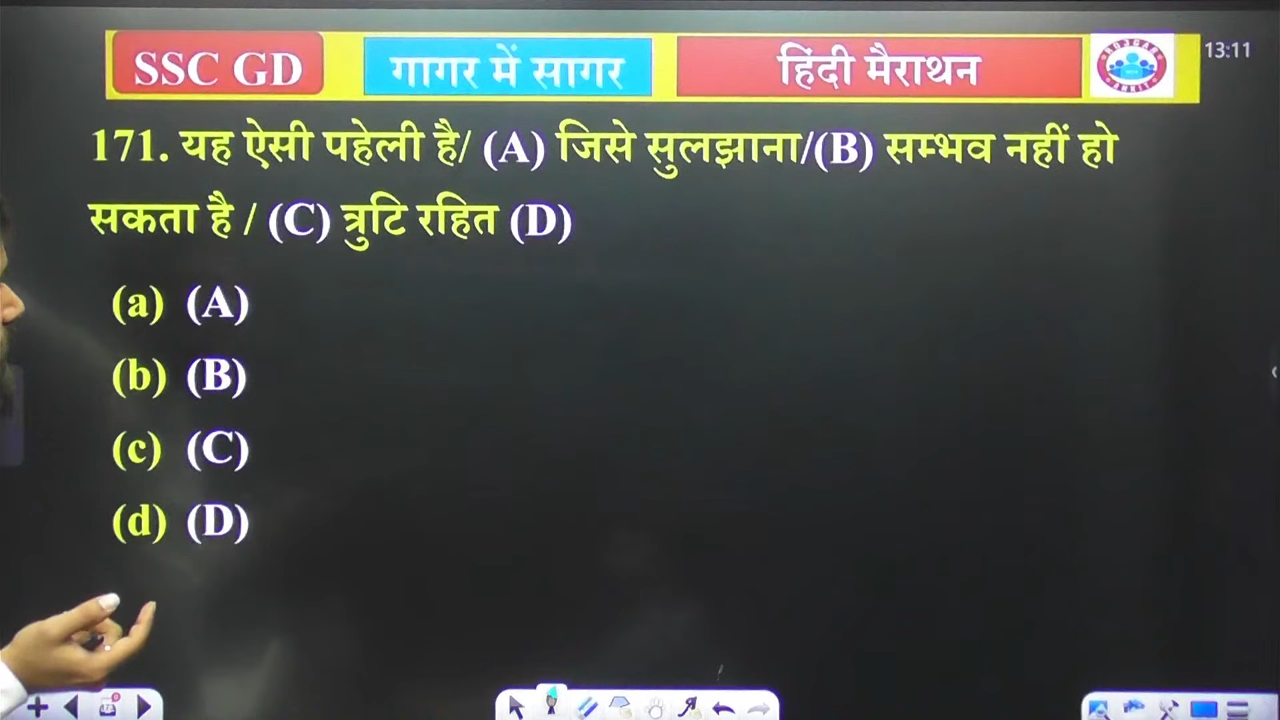 SSC GD
गागर में सागर
हिंदी मैराथन
13:11
171. यह ऐसी पहेली है/ (A) जिसे सुलझाना/(B) सम्भव नहीं हो
सकता है / (C) त्रुटि रहित (D)
(a) (A)
(b) (B)
(c) (C)
(d) (D)